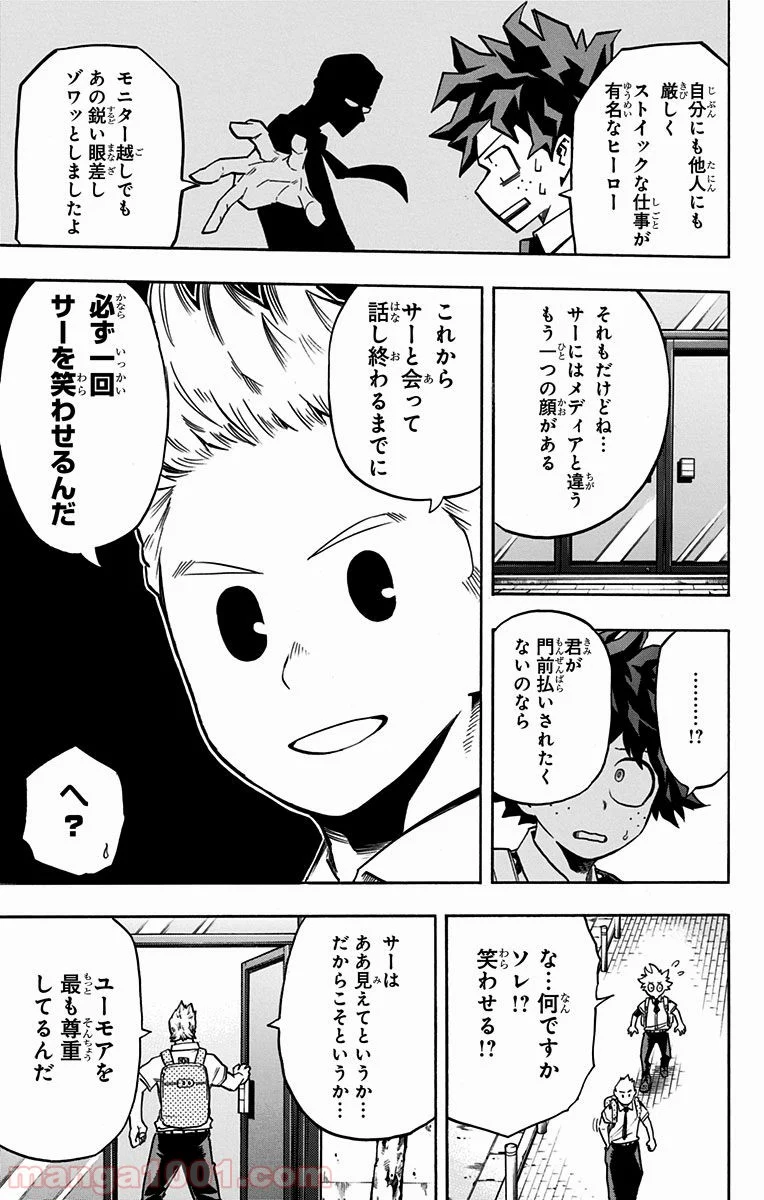 自分にも他人にも
厳しく
ストイックな仕事が
有名なヒーロー
モニター越しでも
あの鋭い眼差し
ゾワッとしましたよ
それもだけどね…
サーにはメディアと違う
もう一つの顔がある
これから
サーと会って
話し終わるまでに
必ず一回
サーを笑わせるんだ
………!?
君が
門前払いされたく
ないのなら
へ?
な…何ですか
ソレ!?
笑わせる!?
サーは
ああ見えてというか…
だからこそというか…
ユーモアを
最も尊重
してるんだ
manga1001.com